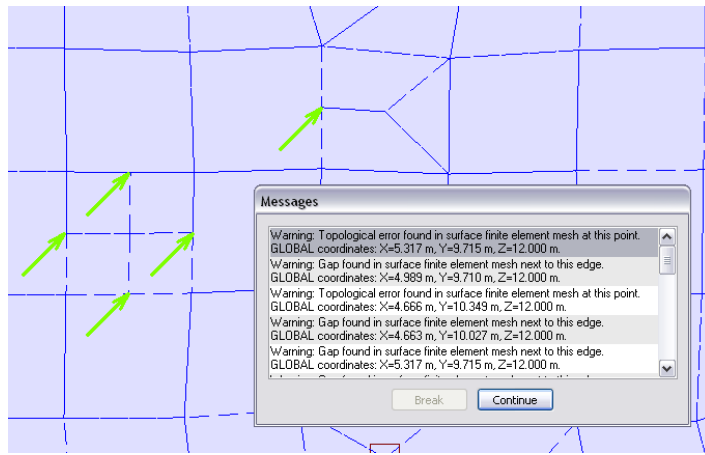 Messages
Warning: Topological error found in surface finite element mesh at this point.
GLOBAL coordinates: X=5.317 m, Y=9.715 m, Z=12.000 m.
Warning: Gap found in surface finite element mesh next to this edge.
GLOBAL coordinates: X=4.989 m, Y=9.710 m, Z=12.000 m.
Warning: Topological error found in surface finite element mesh at this point.
GLOBAL coordinates: X=4.666 m, Y=10.349 m, Z=12.000 m.
Warning: Gap found in surface finite element mesh next to this edge.
GLOBAL coordinates: X=4.663 m, Y=10.027 m, Z=12.000 m.
Warning: Gap found in surface finite element mesh next to this edge.
GLOBAL coordinates: X=5.317 m, Y=9.715 m, Z=12.000 m.
Break
Continue